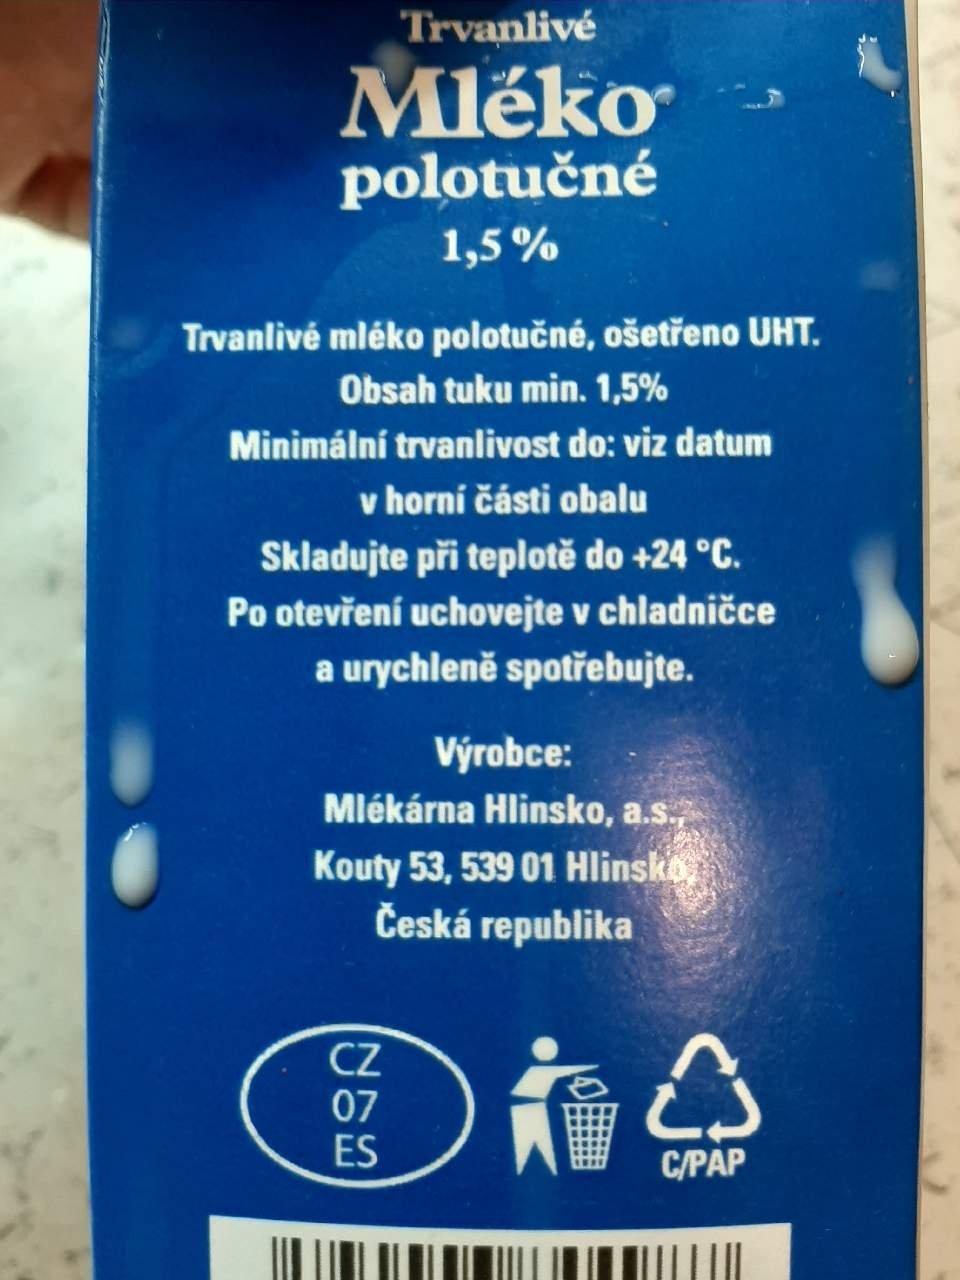 Trvanlivé
Mléko
polotučné
1,5 %
Trvanlivé mléko polotučné, ošetřeno UHT.
Obsah tuku min. 1,5%
Minimální trvanlivost do: viz datum
v horní části obalu
Skladujte při teplotě do +24 °C.
Po otevření uchovejte v chladničce
a urychleně spotřebujte.
Výrobce:
Mlékárna Hlinsko, a.s.,
Kouty 53, 539 01 Hlinsko,
Česká republika
CZ
07
ES
C/PAP